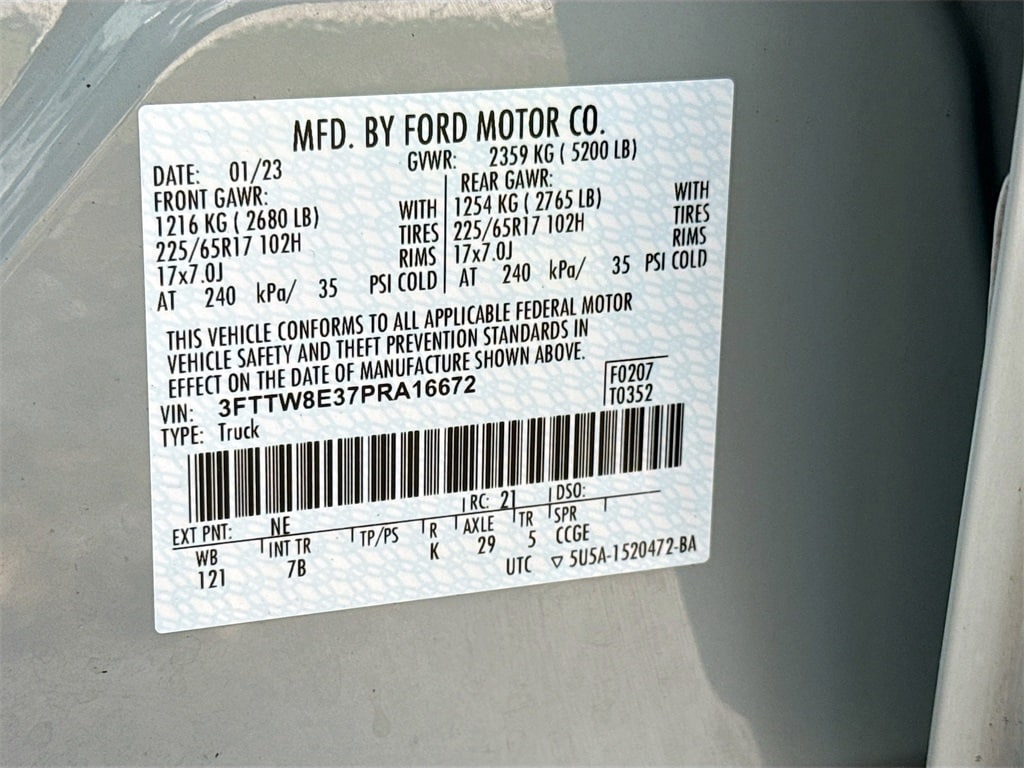 MFD. BY FORD MOTOR CO.
DATE: 01/23 GVWR: 2359 KG ( 5200 LB)
FRONT GAWR: REAR GAWR:
1216 KG ( 2680 LB) WITH 1254 KG ( 2765 LB) WITH
225/65R17 102H TIRES 225/65R17 102H TIRES
17x7.0J RIMS 17x7.0J RIMS
AT 240 kPa/ 35 PSI COLD AT 240 kPa/ 35 PSI COLD
THIS VEHICLE CONFORMS TO ALL APPLICABLE FEDERAL MOTOR
VEHICLE SAFETY AND THEFT PREVENTION STANDARDS IN
EFFECT ON THE DATE OF MANUFACTURE SHOWN ABOVE.
VIN: 3FTTW8E37PRA16672 F0207
TYPE: Truck T0352
EXT PNT: NE RC: 21 DSO:
WB INT TR TP/PS R AXLE TR SPR
121 7B K 29 5 CCGE
UTC ▽ 5U5A-1520472-BA